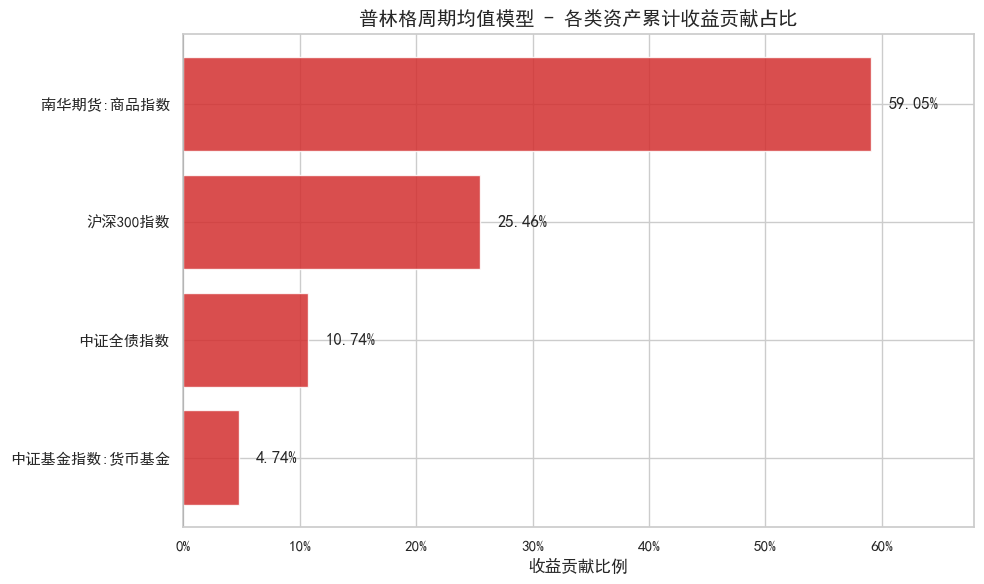 普林格周期均值模型 - 各类资产累计收益贡献占比
南华期货:商品指数
59.05%
沪深300指数
25.46%
中证全债指数
10.74%
中证基金指数:货币基金
4.74%
0% 10% 20% 30% 40% 50% 60%
收益贡献比例